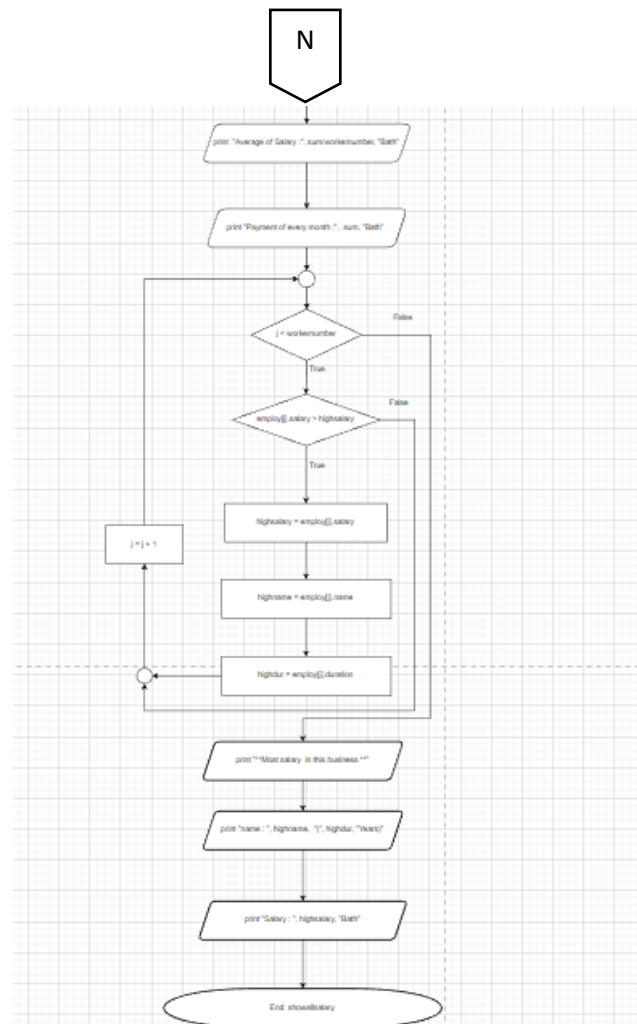 N
print "Average of Salary :", sum/workernumber, "Bath"
print "Payment of every month :", sum, "Bath"
j < workernumber
False
True
employ[j].salary > highsalary
False
True
highsalary = employ[j].salary
j = j + 1
highname = employ[j].name
highdur = employ[j].duration
print "**Most salary in this business.**"
print "name : ", highname, "(", highdur, "Years)"
print "Salary : ", highsalary, "Bath"
End showallsalary